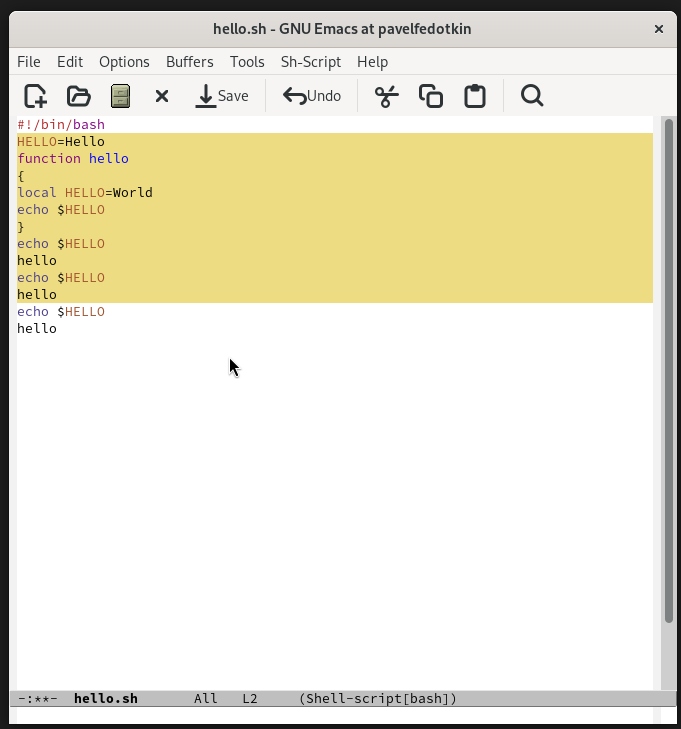 hello.sh - GNU Emacs at pavelfedotkin
File Edit Options Buffers Tools Sh-Script Help
Save Undo
#!/bin/bash
HELLO=Hello
function hello
{
local HELLO=World
echo $HELLO
}
echo $HELLO
hello
echo $HELLO
hello
echo $HELLO
hello
-:**- hello.sh All L2 (Shell-script[bash])